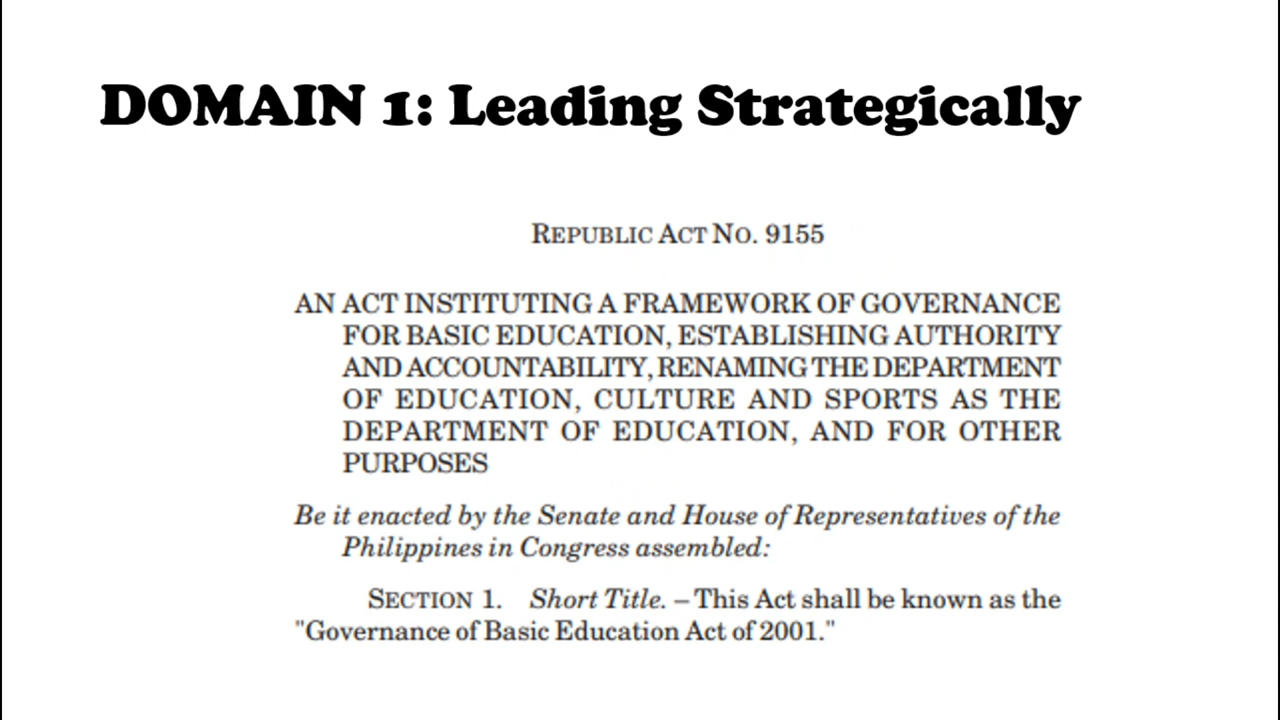 DOMAIN 1: Leading Strategically
REPUBLIC ACT NO. 9155
AN ACT INSTITUTING A FRAMEWORK OF GOVERNANCE
FOR BASIC EDUCATION, ESTABLISHING AUTHORITY
AND ACCOUNTABILITY, RENAMING THE DEPARTMENT
OF EDUCATION, CULTURE AND SPORTS AS THE
DEPARTMENT OF EDUCATION, AND FOR OTHER
PURPOSES
Be it enacted by the Senate and House of Representatives of the
Philippines in Congress assembled:
SECTION 1. Short Title. – This Act shall be known as the
"Governance of Basic Education Act of 2001."